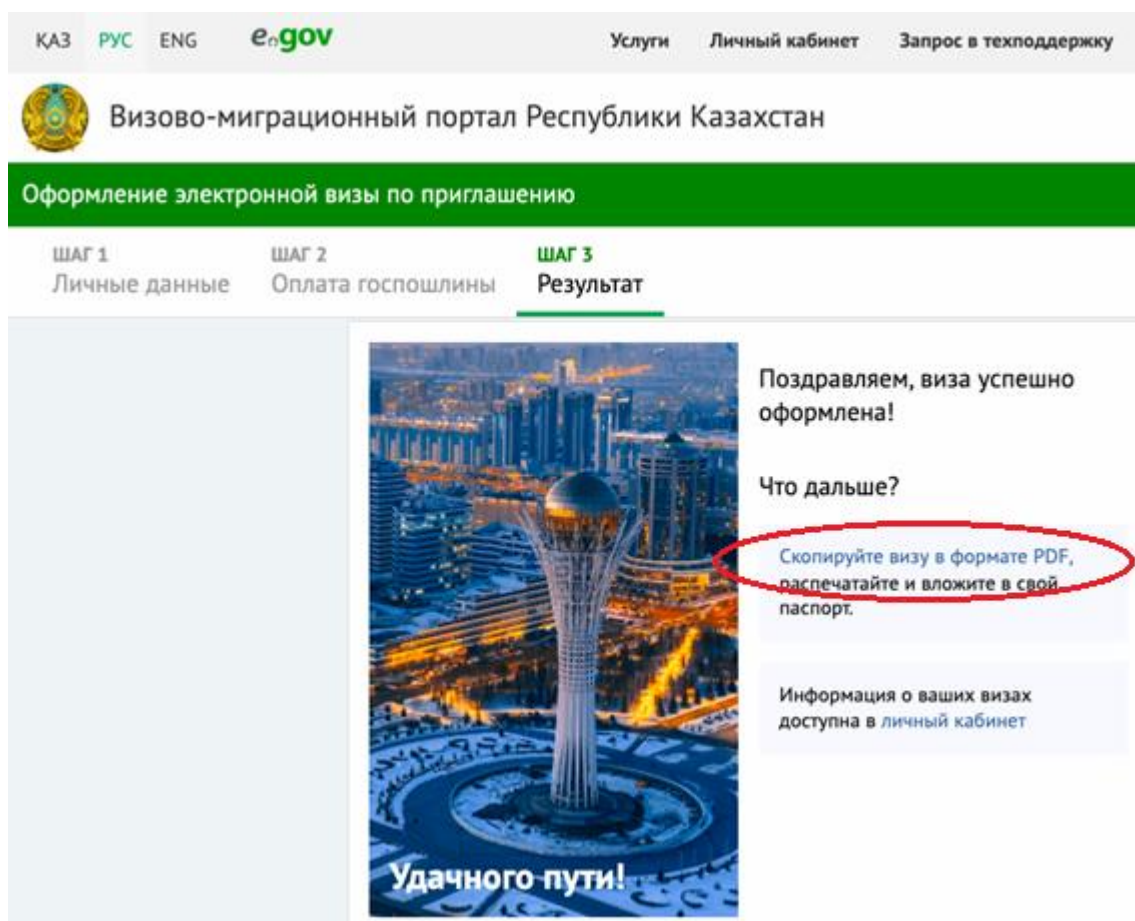 ҚАЗ РУС ENG egov Услуги Личный кабинет Запрос в техподдержку
Визово-миграционный портал Республики Казахстан
Оформление электронной визы по приглашению
ШАГ 1 ШАГ 2 ШАГ 3
Личные данные Оплата госпошлины Результат
Поздравляем, виза успешно
оформлена!
Что дальше?
Скопируйте визу в формате PDF,
распечатайте и вложите в свой
паспорт.
Информация о ваших визах
доступна в личный кабинет
Удачного пути!